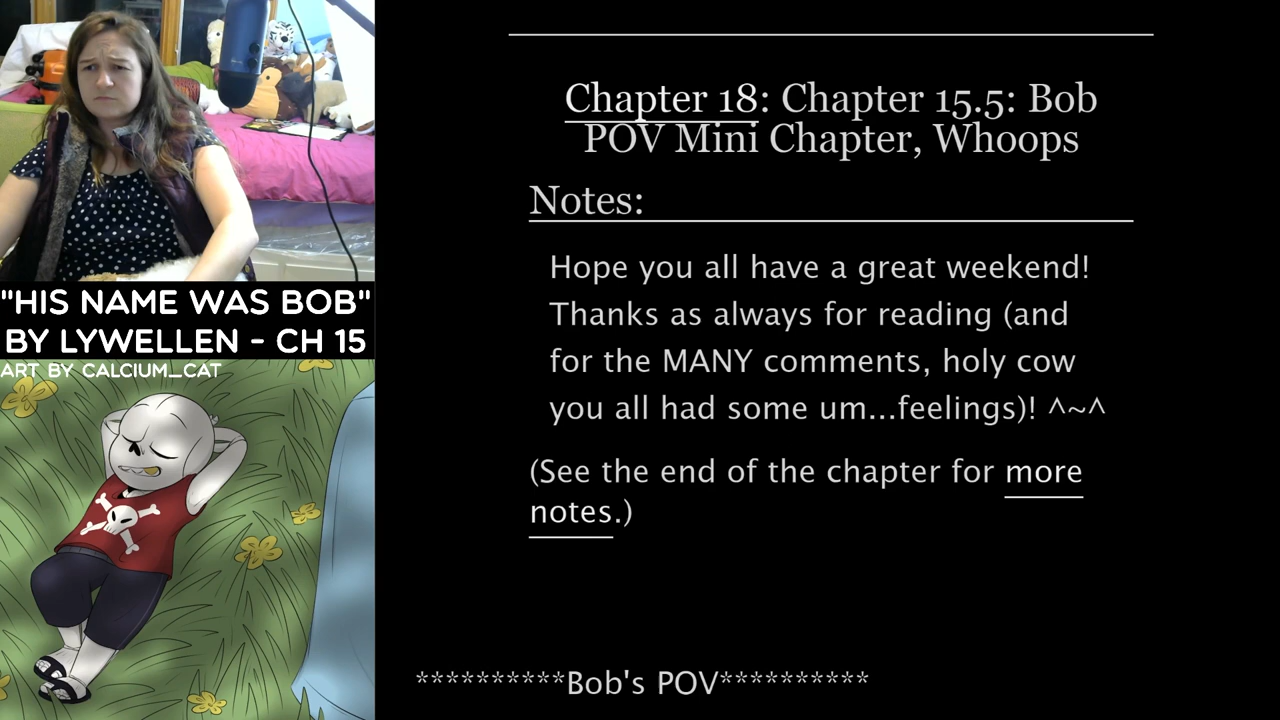 "HIS NAME WAS BOB"
BY LYWELLEN - CH 15
ART BY CALCIUM_CAT
Chapter 18: Chapter 15.5: Bob
POV Mini Chapter, Whoops
Notes:
Hope you all have a great weekend!
Thanks as always for reading (and
for the MANY comments, holy cow
you all had some um...feelings)! ^~^
(See the end of the chapter for more
notes.)
**********Bob's POV**********